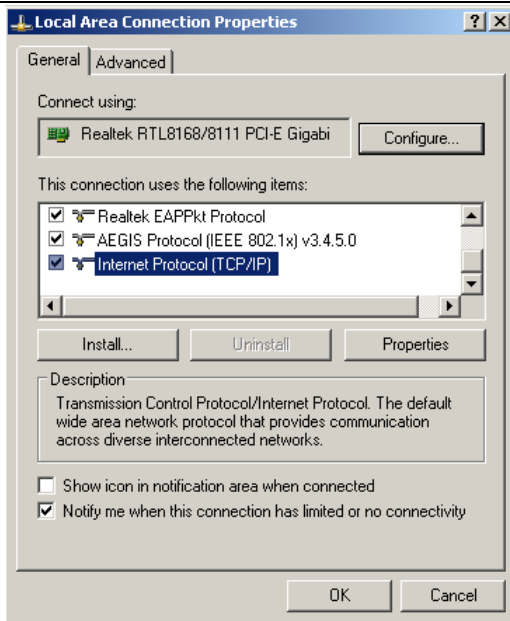 Local Area Connection Properties
General Advanced
Connect using:
Realtek RTL8168/8111 PCI-E Gigabi Configure...
This connection uses the following items:
Realtek EAPPkt Protocol
AEGIS Protocol (IEEE 802.1x) v3.4.5.0
Internet Protocol (TCP/IP)
Install... Uninstall Properties
Description
Transmission Control Protocol/Internet Protocol. The default
wide area network protocol that provides communication
across diverse interconnected networks.
Show icon in notification area when connected
Notify me when this connection has limited or no connectivity
OK Cancel